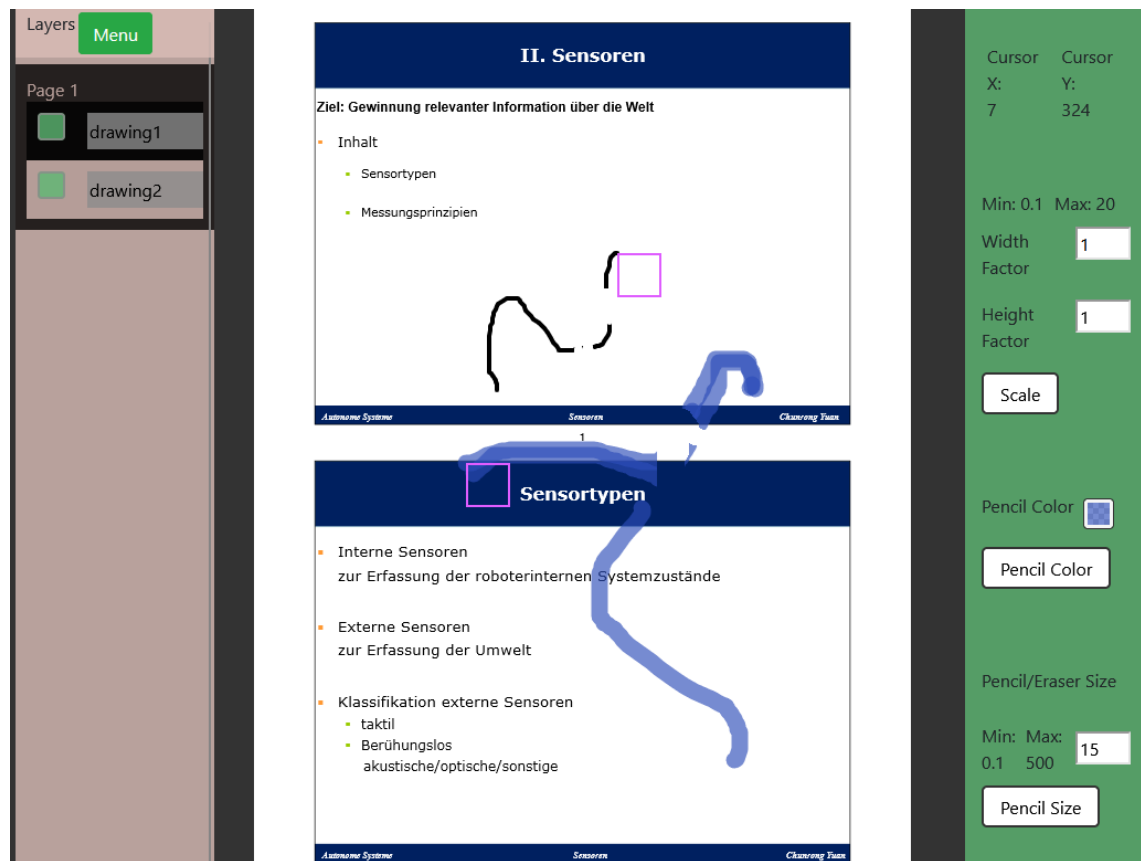 Layers
Menu
Page 1
drawing1
drawing2
II. Sensoren
Ziel: Gewinnung relevanter Information über die Welt
Inhalt
Sensortypen
Messungsprinzipien
Autonome Systeme Sensoren Chunrong Yuan
1
Sensortypen
Interne Sensoren
zur Erfassung der roboterinternen Systemzustände
Externe Sensoren
zur Erfassung der Umwelt
Klassifikation externe Sensoren
taktil
Berühungslos
akustische/optische/sonstige
Autonome Systeme Sensoren Chunrong Yuan
Cursor X: 7
Cursor Y: 324
Min: 0.1 Max: 20
Width Factor 1
Height Factor 1
Scale
Pencil Color
Pencil Color
Pencil/Eraser Size
Min: 0.1 Max: 500 15
Pencil Size